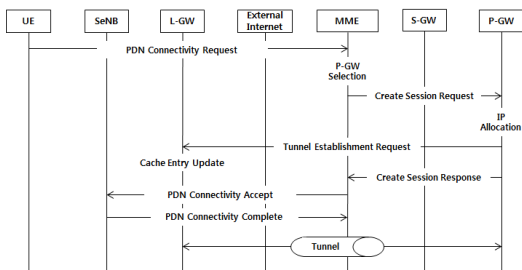 UE
SeNB
L-GW
External
Internet
MME
S-GW
P-GW
PDN Connectivity Request
P-GW
Selection
Create Session Request
IP
Allocation
Tunnel Establishment Request
Cache Entry Update
Create Session Response
PDN Connectivity Accept
PDN Connectivity Complete
Tunnel